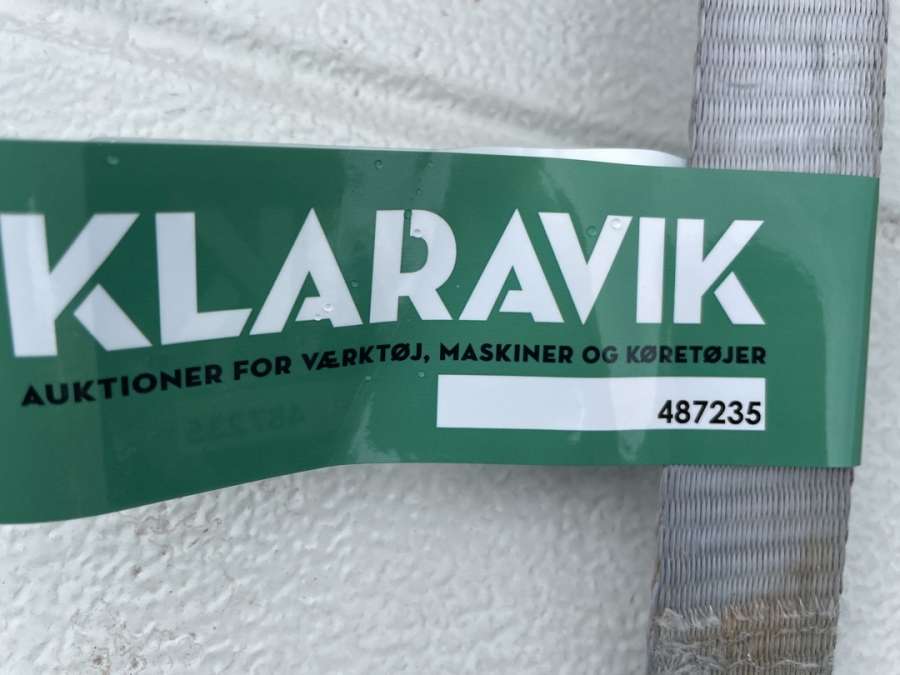 KLARAVIK
AUKTIONER FOR VÆRKTØJ, MASKINER OG KØRETØJER
487235